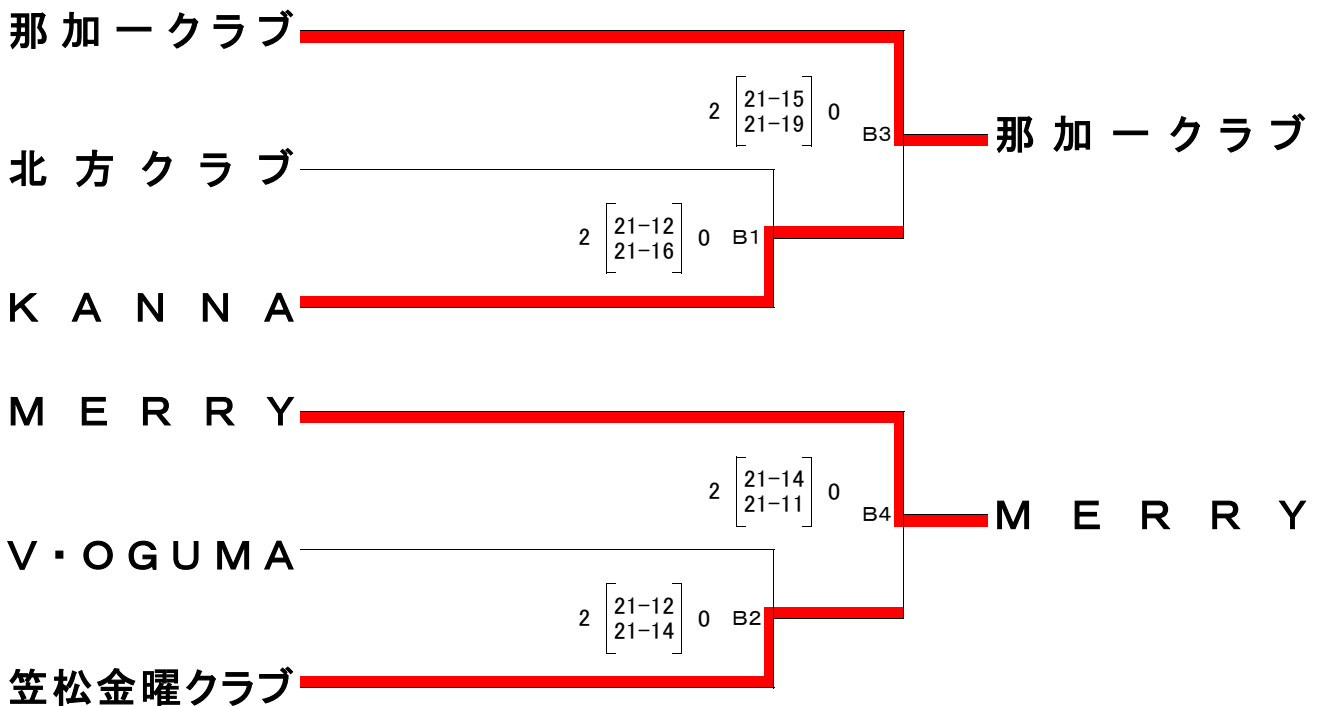 那加一クラブ
2 21-15 0
21-19
B3
那加一クラブ
北方クラブ
2 21-12 0 B1
21-16
KANNA
MERRY
2 21-14 0
21-11
B4
MERRY
V・OGUMA
2 21-12 0 B2
21-14
笠松金曜クラブ